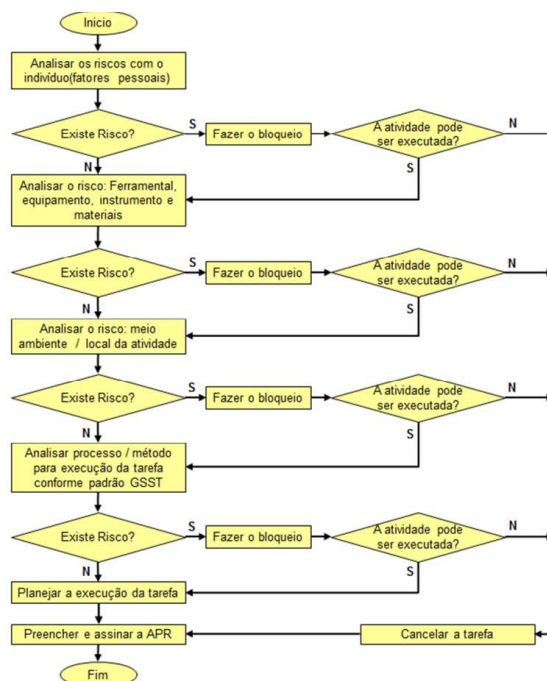 Inicio
Analisar os riscos com o
indivíduo(fatores pessoais)
Existe Risco?
S
Fazer o bloqueio
A atividade pode
ser executada?
N
N
S
Analisar o risco: Ferramental,
equipamento, instrumento e
materiais
Existe Risco?
S
Fazer o bloqueio
A atividade pode
ser executada?
N
N
S
Analisar o risco: meio
ambiente / local da atividade
Existe Risco?
S
Fazer o bloqueio
A atividade pode
ser executada?
N
N
S
Analisar processo / método
para execução da tarefa
conforme padrão GSST
Existe Risco?
S
Fazer o bloqueio
A atividade pode
ser executada?
N
N
S
Planejar a execução da tarefa
Preencher e assinar a APR
Cancelar a tarefa
Fim